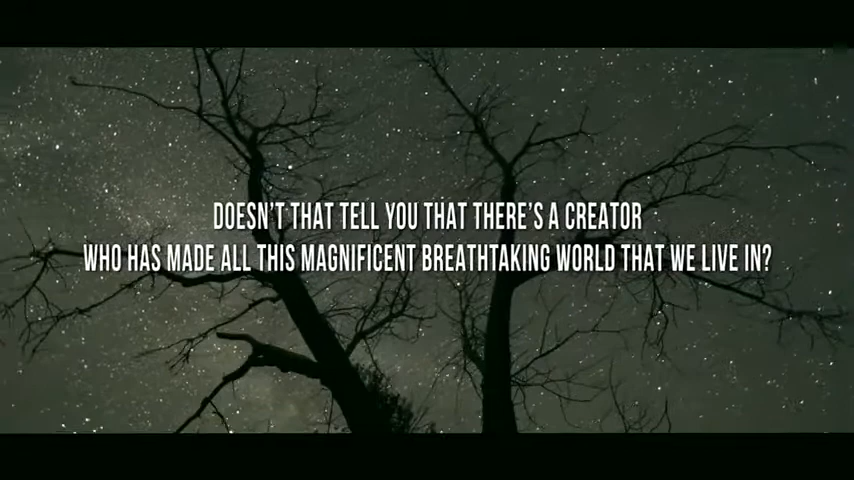 DOESN'T THAT TELL YOU THAT THERE'S A CREATOR
WHO HAS MADE ALL THIS MAGNIFICENT BREATHTAKING WORLD THAT WE LIVE IN?